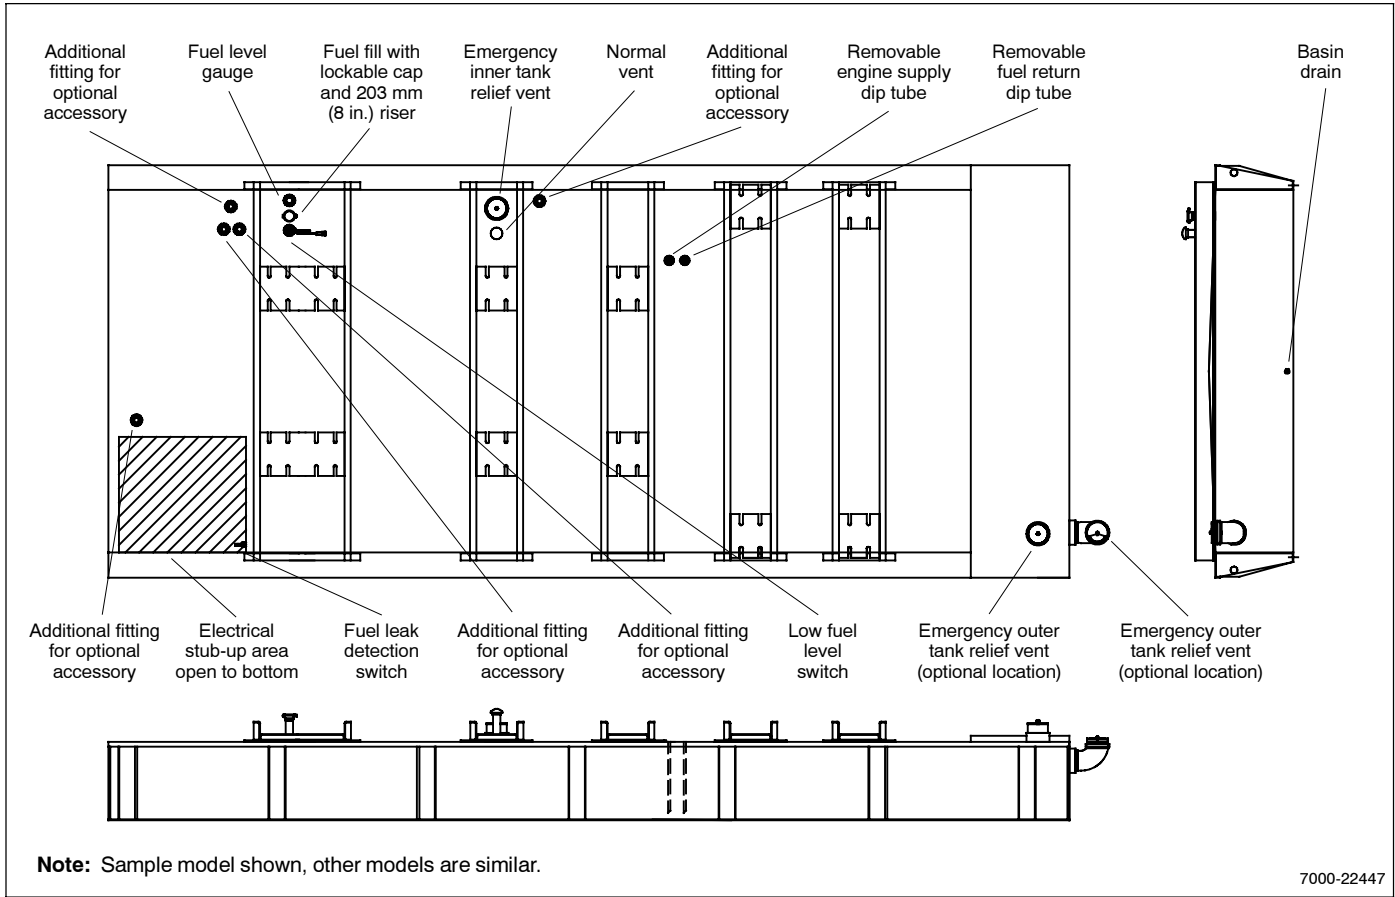 Additional
fitting for
optional
accessory
Fuel level
gauge
Fuel fill with
lockable cap
and 203 mm
(8 in.) riser
Emergency
inner tank
relief vent
Normal
vent
Additional
fitting for
optional
accessory
Removable
engine supply
dip tube
Removable
fuel return
dip tube
Basin
drain
Additional fitting
for optional
accessory
Electrical
stub-up area
open to bottom
Fuel leak
detection
switch
Additional fitting
for optional
accessory
Additional fitting
for optional
accessory
Low fuel
level
switch
Emergency outer
tank relief vent
(optional location)
Emergency outer
tank relief vent
(optional location)
Note: Sample model shown, other models are similar.
7000-22447